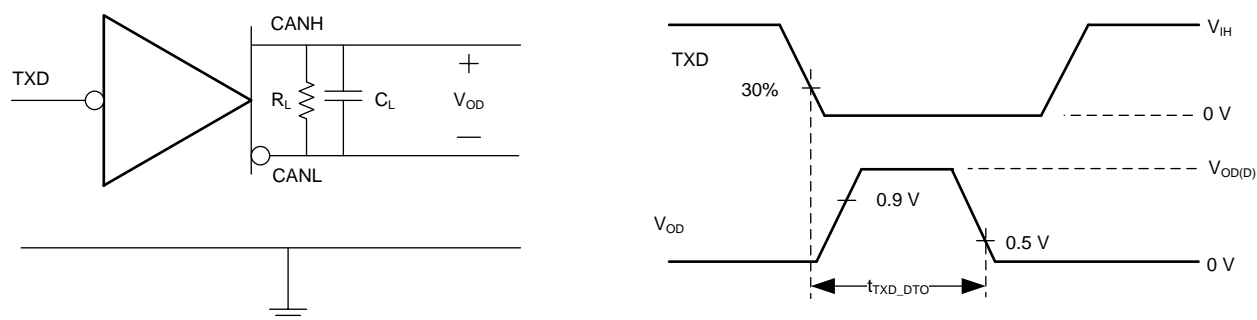 CANH
TXD
R_L
C_L
+
V_OD
—
CANL
TXD
V_IH
30%
0 V
V_OD(D)
0.9 V
V_OD
0.5 V
0 V
t_TXD_DTO